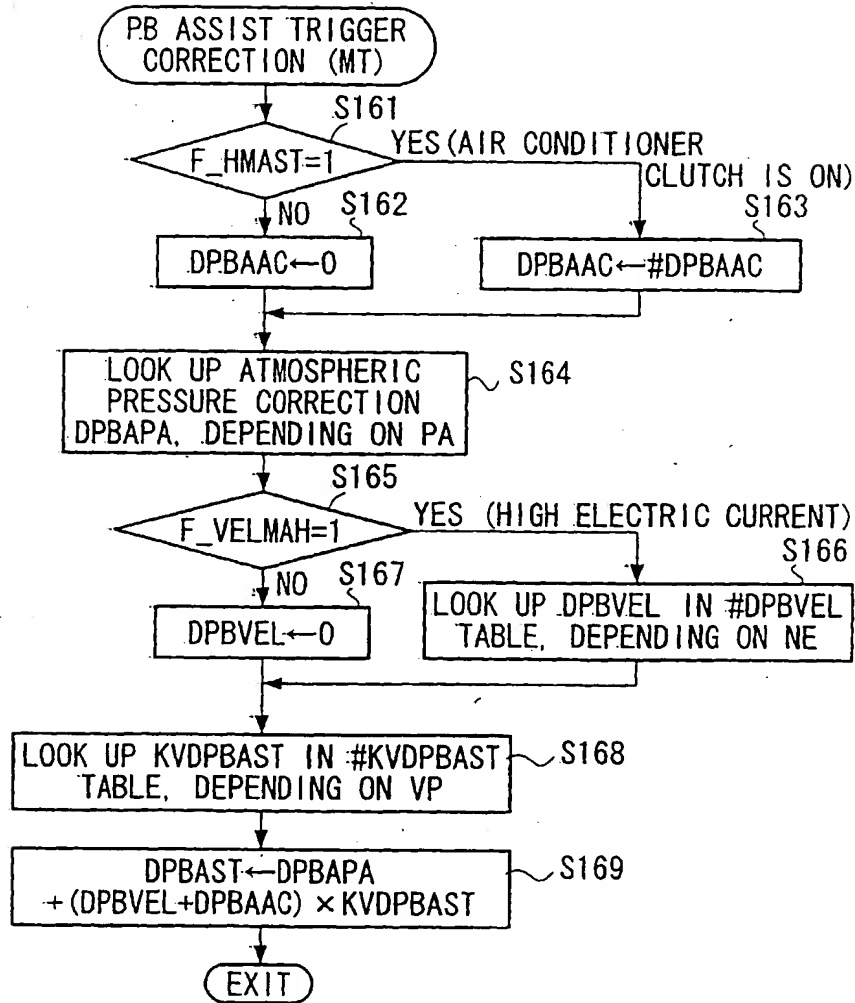 PB ASSIST TRIGGER
CORRECTION (MT)
S161
F_HMAST=1
YES (AIR CONDITIONER
CLUTCH IS ON)
NO
S162
DPBAAC←0
S163
DPBAAC←#DPBAAC
LOOK UP ATMOSPHERIC
PRESSURE CORRECTION
DPBAPA, DEPENDING ON PA
S164
S165
F_VELMAH=1
YES (HIGH ELECTRIC CURRENT)
NO
S167
DPBVEL←0
S166
LOOK UP DPBVEL IN #DPBVEL
TABLE, DEPENDING ON NE
LOOK UP KVDPBAST IN #KVDPBAST
TABLE, DEPENDING ON VP
S168
DPBAST←DPBAPA
+(DPBVEL+DPBAAC)×KVDPBAST
S169
EXIT